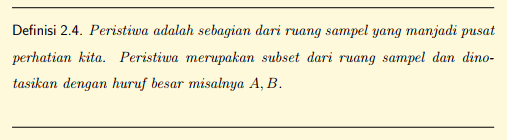 Definisi 2.4. Peristiwa adalah sebagian dari ruang sampel yang manjadi pusat
perhatian kita. Peristiwa merupakan subset dari ruang sampel dan dino-
tasikan dengan huruf besar misalnya A, B.